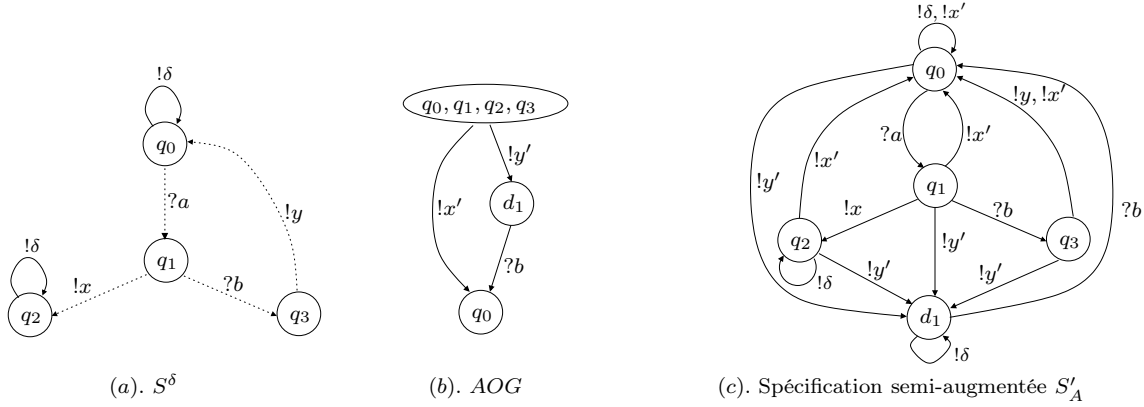 !δ
q₀
?a
!y
q₁
!δ
!x
?b
q₂
q₃
(a). S^δ
q₀, q₁, q₂, q₃
!y′
!x′
d₁
?b
q₀
(b). AOG
!δ, !x′
q₀
!y, !x′
?a
!x′
!x′
!y′
q₁
?b
!x
?b
q₂
q₃
!y′
!δ
!y′
!y′
d₁
!δ
(c). Spécification semi-augmentée S′_A